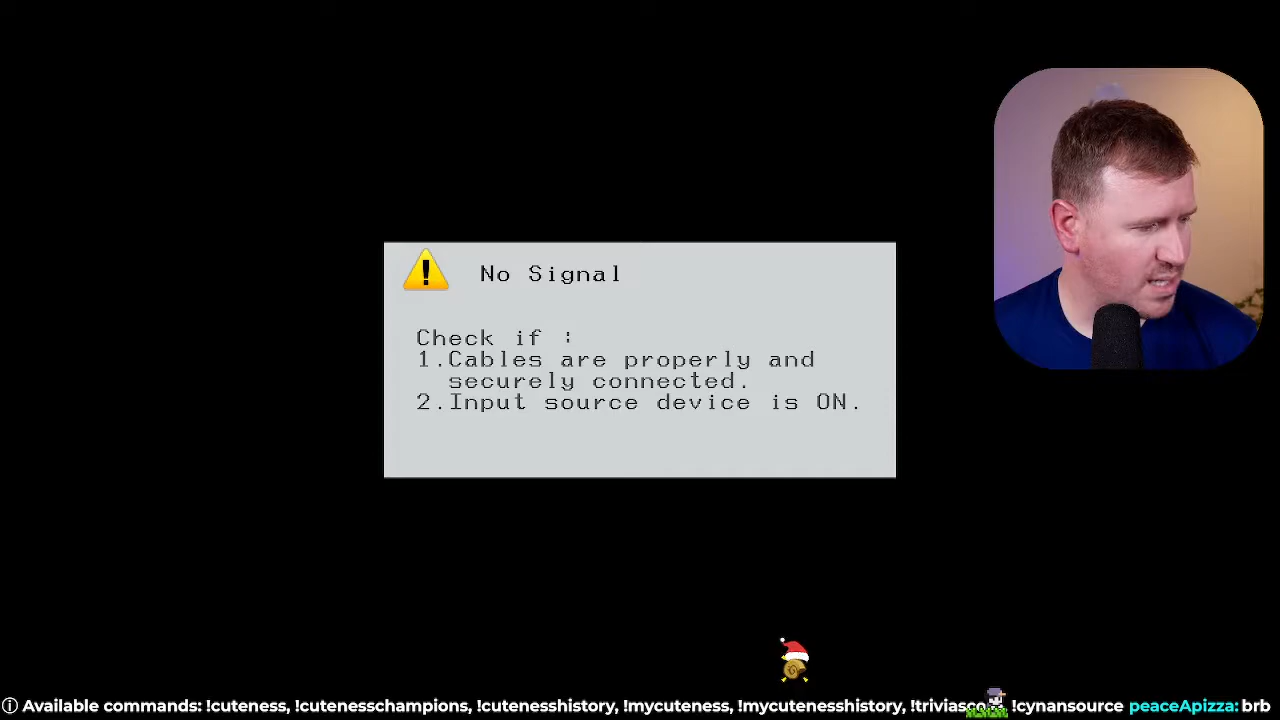 No Signal
Check if :
1.Cables are properly and
securely connected.
2.Input source device is ON.
Available commands: !cuteness, !cutenesschampions, !cutenesshistory, !mycuteness, !mycutenesshistory, !cynansource peaceApizza: brb